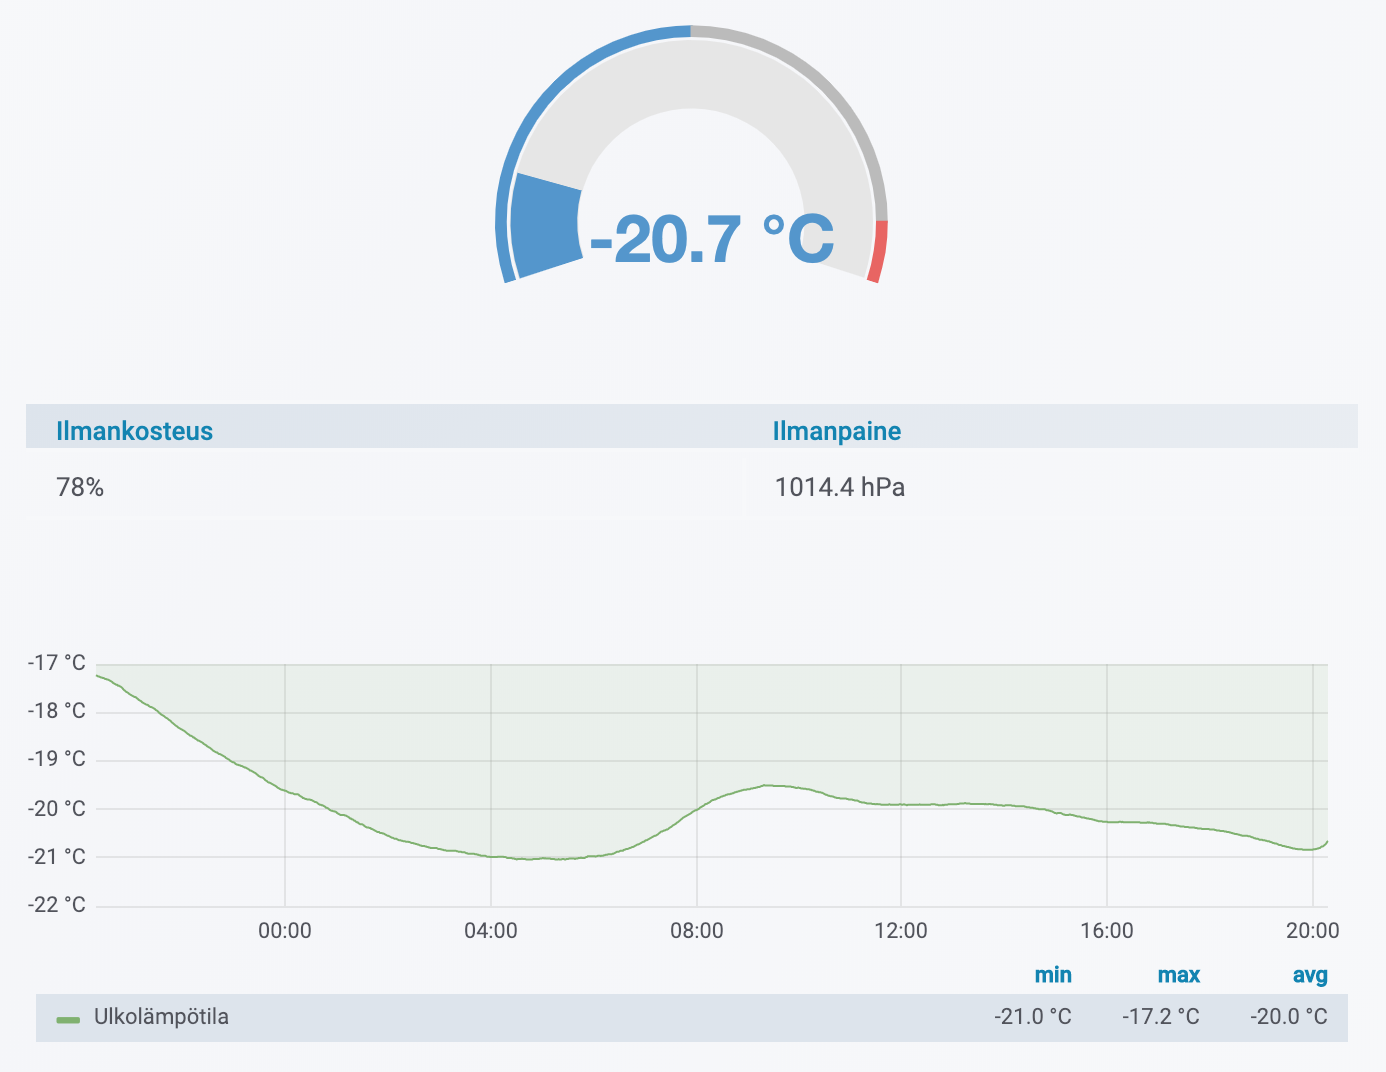 -20.7 °C
Ilmankosteus Ilmanpaine
78% 1014.4 hPa
-17 °C
-18 °C
-19 °C
-20 °C
-21 °C
-22 °C
00:00 04:00 08:00 12:00 16:00 20:00
min max avg
Ulkolämpötila -21.0 °C -17.2 °C -20.0 °C